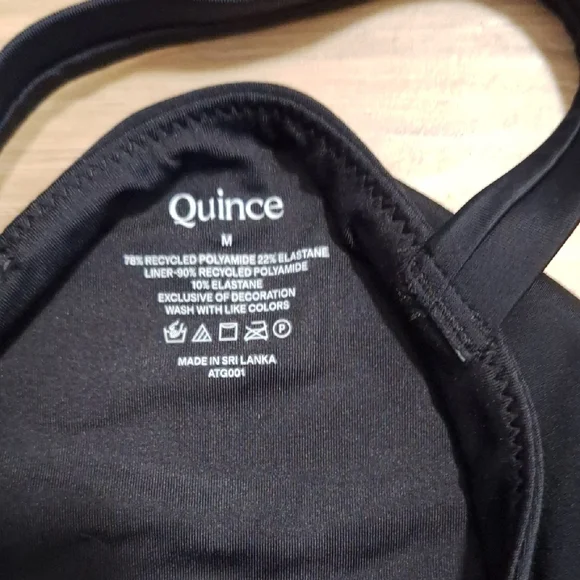 Quince
M
78% RECYCLED POLYAMIDE 22% ELASTANE
LINER-90% RECYCLED POLYAMIDE
10% ELASTANE
EXCLUSIVE OF DECORATION
WASH WITH LIKE COLORS
P
MADE IN SRI LANKA
ATG001